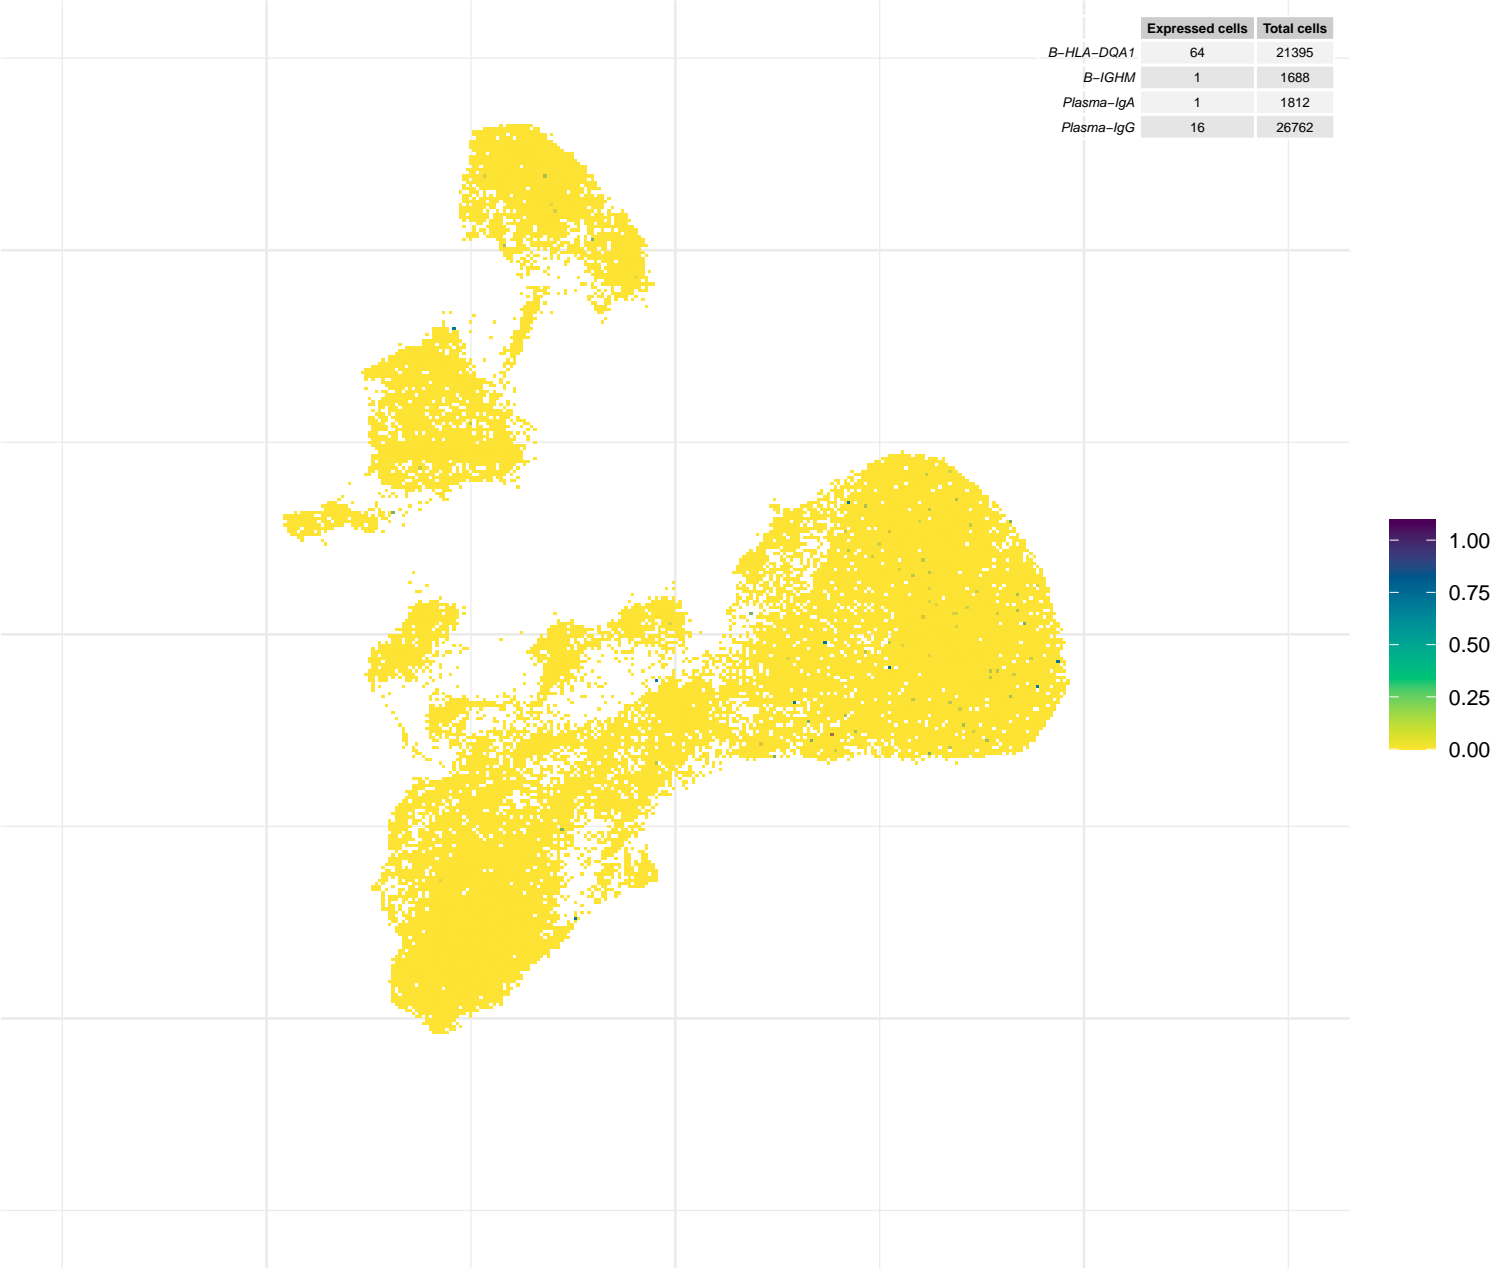 Expressed cells Total cells
B−HLA−DQA1 64 21395
B−IGHM 1 1688
Plasma−IgA 1 1812
Plasma−IgG 16 26762
1.00
0.75
0.50
0.25
0.00